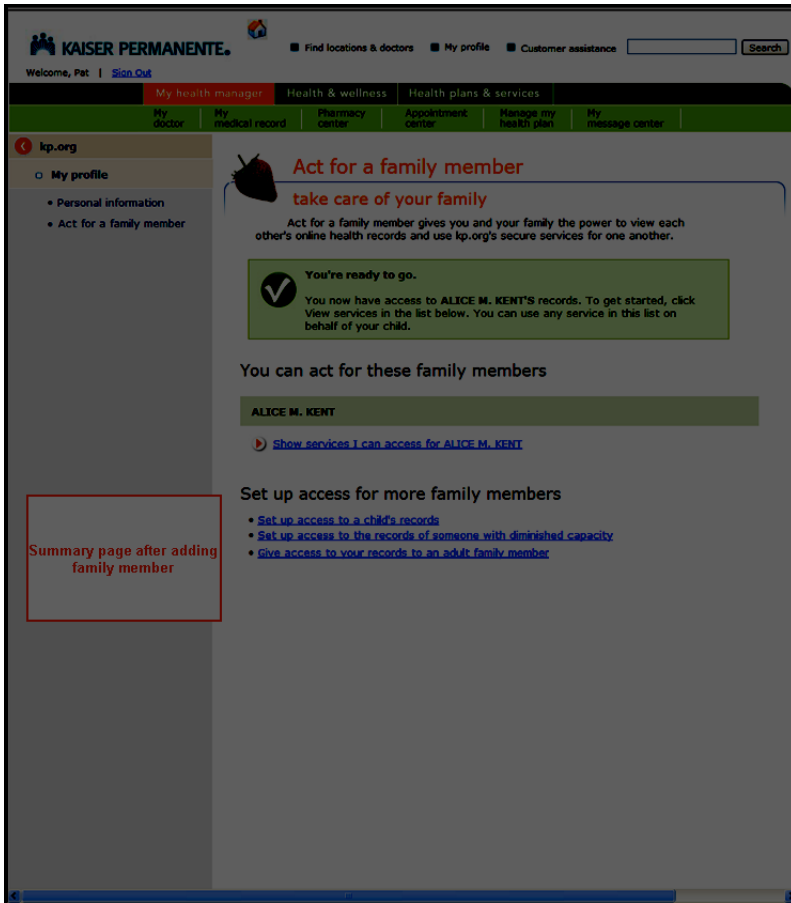 KAISER PERMANENTE®
Find locations & doctors My profile Customer assistance Search
Welcome, Pat | Sign Out
My health manager Health & wellness Health plans & services
My doctor My medical record Pharmacy center Appointment center Manage my health plan My message center
kp.org
My profile
• Personal information
• Act for a family member
Act for a family member
take care of your family
Act for a family member gives you and your family the power to view each
other's online health records and use kp.org's secure services for one another.
You're ready to go.
You now have access to ALICE M. KENT'S records. To get started, click
View services in the list below. You can use any service in this list on
behalf of your child.
You can act for these family members
ALICE M. KENT
Show services I can access for ALICE M. KENT
Set up access for more family members
• Set up access to a child's records
• Set up access to the records of someone with diminished capacity
• Give access to your records to an adult family member
Summary page after adding
family member